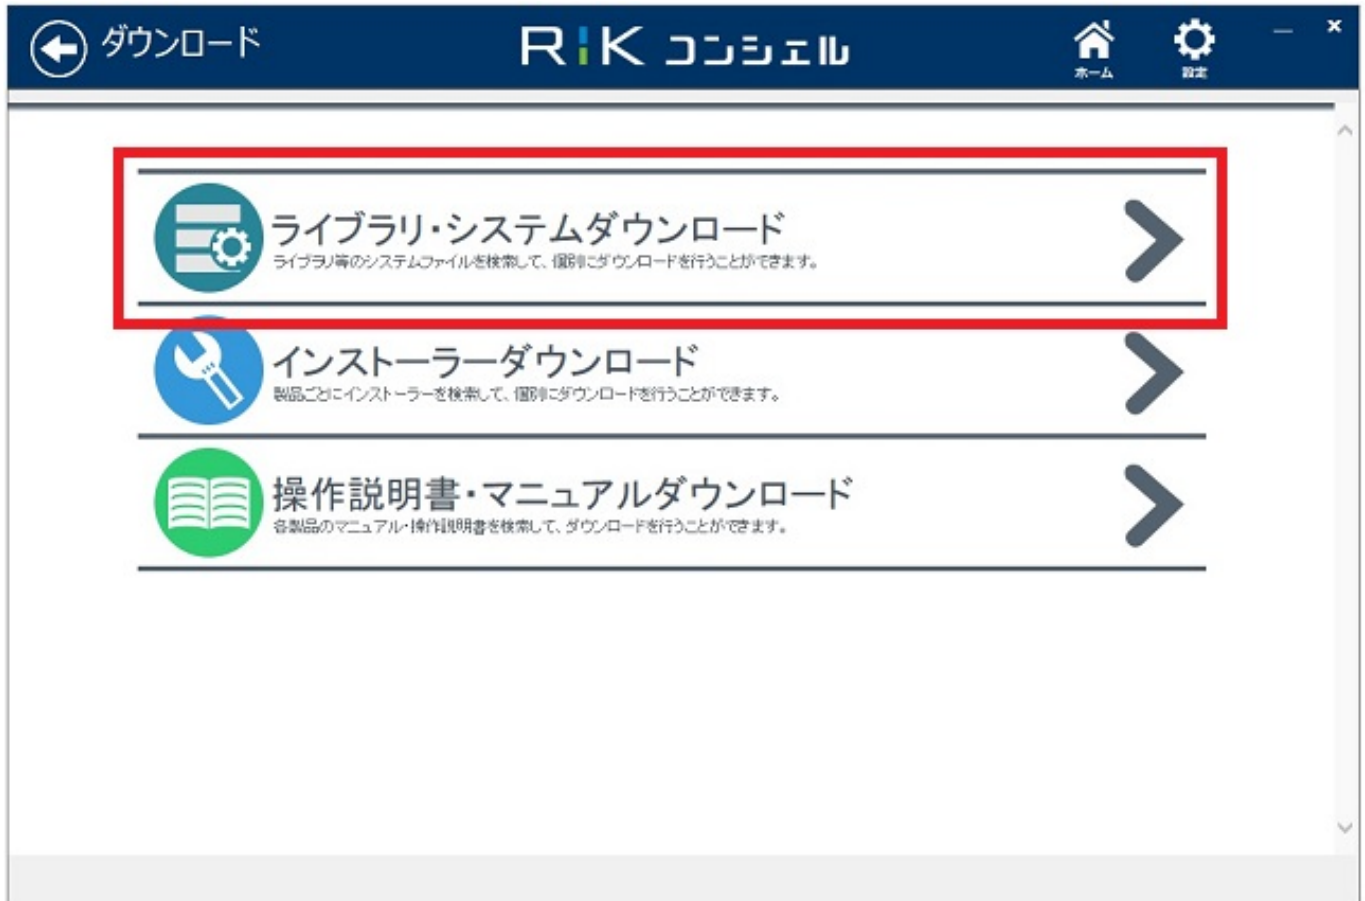 ダウンロード
RiK コンシェル
ホーム
設定
ライブラリ・システムダウンロード
ライブラリ等のシステムファイルを検索して、個別にダウンロードを行うことができます。
インストーラーダウンロード
製品ごとにインストーラーを検索して、個別にダウンロードを行うことができます。
操作説明書・マニュアルダウンロード
各製品のマニュアル・操作説明書を検索して、ダウンロードを行うことができます。